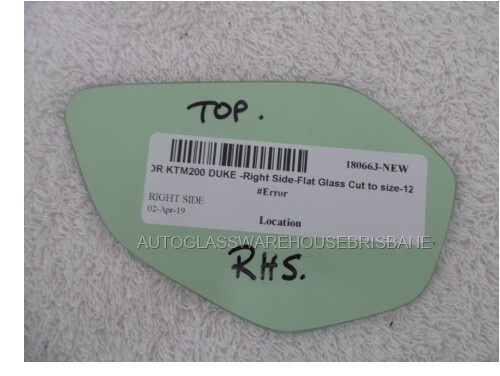 TOP.
180663-NEW
OR KTM200 DUKE -Right Side-Flat Glass Cut to size-12
#Error
RIGHT SIDE
02-Apr-19
Location
AUTOGLASSWAREHOUSEBRISBANE
RHS.